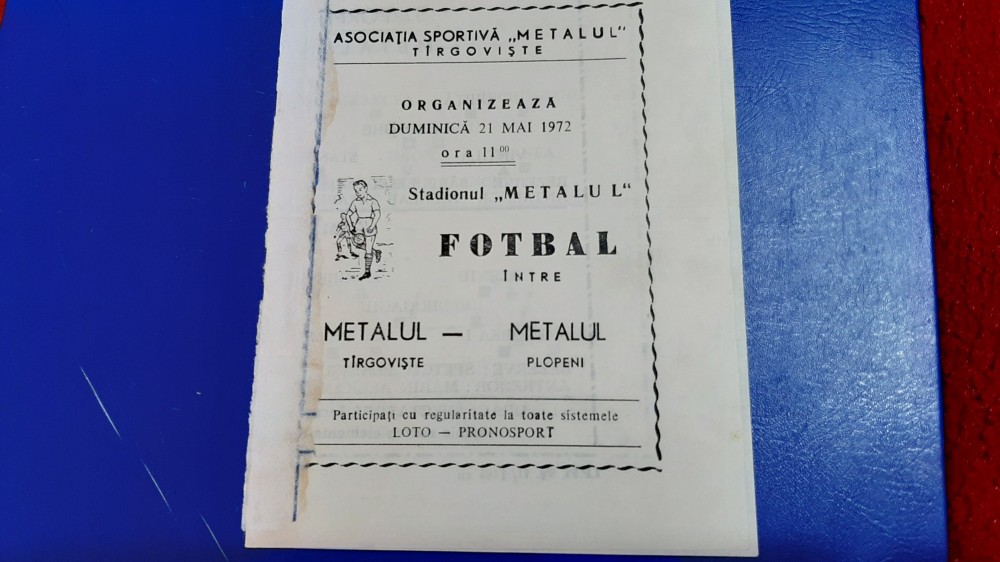 ASOCIAȚIA SPORTIVĂ „METALUL"
TÎRGOVIȘTE
ORGANIZEAZĂ
DUMINICĂ 21 MAI 1972
ora 11⁰⁰
Stadionul „METALUL"
FOTBAL
ÎNTRE
METALUL — METALUL
TÎRGOVIȘTE PLOPENI
Participați cu regularitate la toate sistemele
LOTO — PRONOSPORT